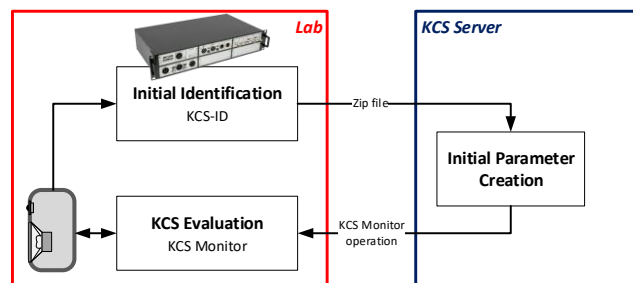 Lab
KCS Server
Initial Identification
KCS-ID
Zip file
Initial Parameter
Creation
KCS Evaluation
KCS Monitor
KCS Monitor
operation